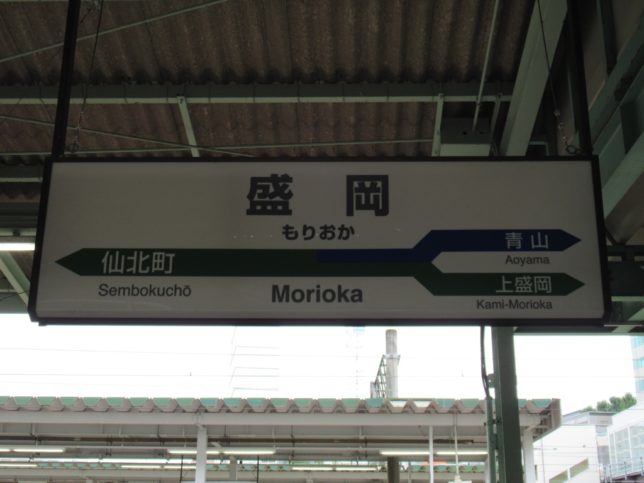 盛岡
もりおか
仙北町
Sembokuchō
Morioka
青山
Aoyama
上盛岡
Kami-Morioka